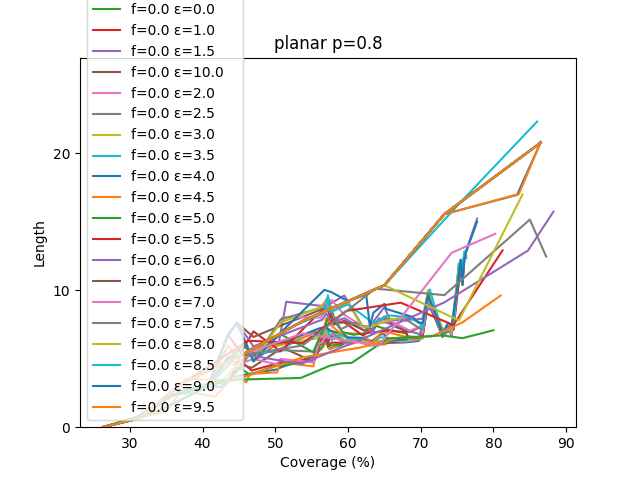 f=0.0 ε=0.0
f=0.0 ε=1.0
f=0.0 ε=1.5
f=0.0 ε=10.0
f=0.0 ε=2.0
f=0.0 ε=2.5
f=0.0 ε=3.0
f=0.0 ε=3.5
f=0.0 ε=4.0
f=0.0 ε=4.5
f=0.0 ε=5.0
f=0.0 ε=5.5
f=0.0 ε=6.0
f=0.0 ε=6.5
f=0.0 ε=7.0
f=0.0 ε=7.5
f=0.0 ε=8.0
f=0.0 ε=8.5
f=0.0 ε=9.0
f=0.0 ε=9.5
planar p=0.8
Length
20
10
0
30 40 50 60 70 80 90
Coverage (%)